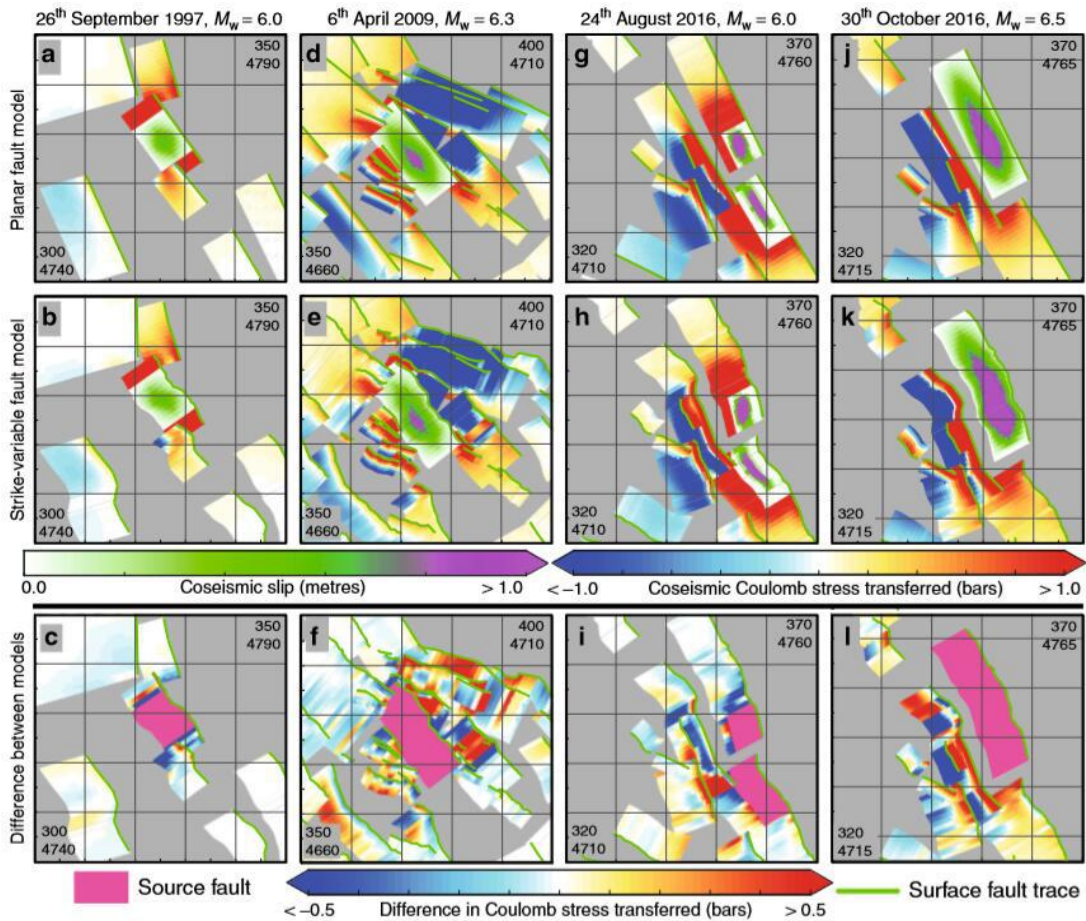 26th September 1997, Mw = 6.0
6th April 2009, Mw = 6.3
24th August 2016, Mw = 6.0
30th October 2016, Mw = 6.5
Planar fault model
a
350
4790
300
4740
d
400
4710
350
4660
g
370
4760
320
4710
j
370
4765
320
4715
Strike-variable fault model
b
350
4790
300
4740
e
400
4710
350
4660
h
370
4760
320
4710
k
370
4765
320
4715
0.0
Coseismic slip (metres)
> 1.0
< −1.0
Coseismic Coulomb stress transferred (bars)
> 1.0
Difference between models
c
350
4790
300
4740
f
400
4710
350
4660
i
370
4760
320
4710
l
370
4765
320
4715
Source fault
< −0.5
Difference in Coulomb stress transferred (bars)
> 0.5
Surface fault trace